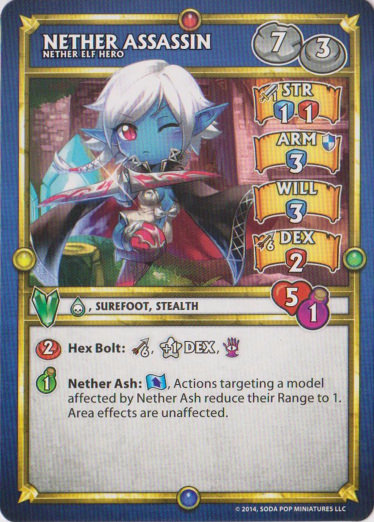 NETHER ASSASSIN
NETHER ELF HERO
7 3
STR
1 1
ARM
3
WILL
3
DEX
2
5
1
, SUREFOOT, STEALTH
2 Hex Bolt: 6, +1 DEX,
1 Nether Ash: , Actions targeting a model
affected by Nether Ash reduce their Range to 1.
Area effects are unaffected.
© 2014, SODA POP MINIATURES LLC